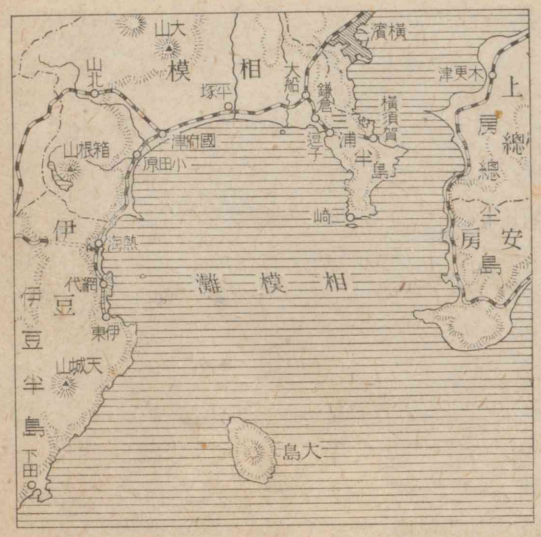 横濱
大山
相模
山北
平塚
大船
鎌倉
逗子
横須賀
三浦半島
木更津
上總
房總半島
安房
國府津
小田原
箱根山
崎
熱海
伊豆
網代
伊東
相模灘
伊豆半島
天城山
下田
大島